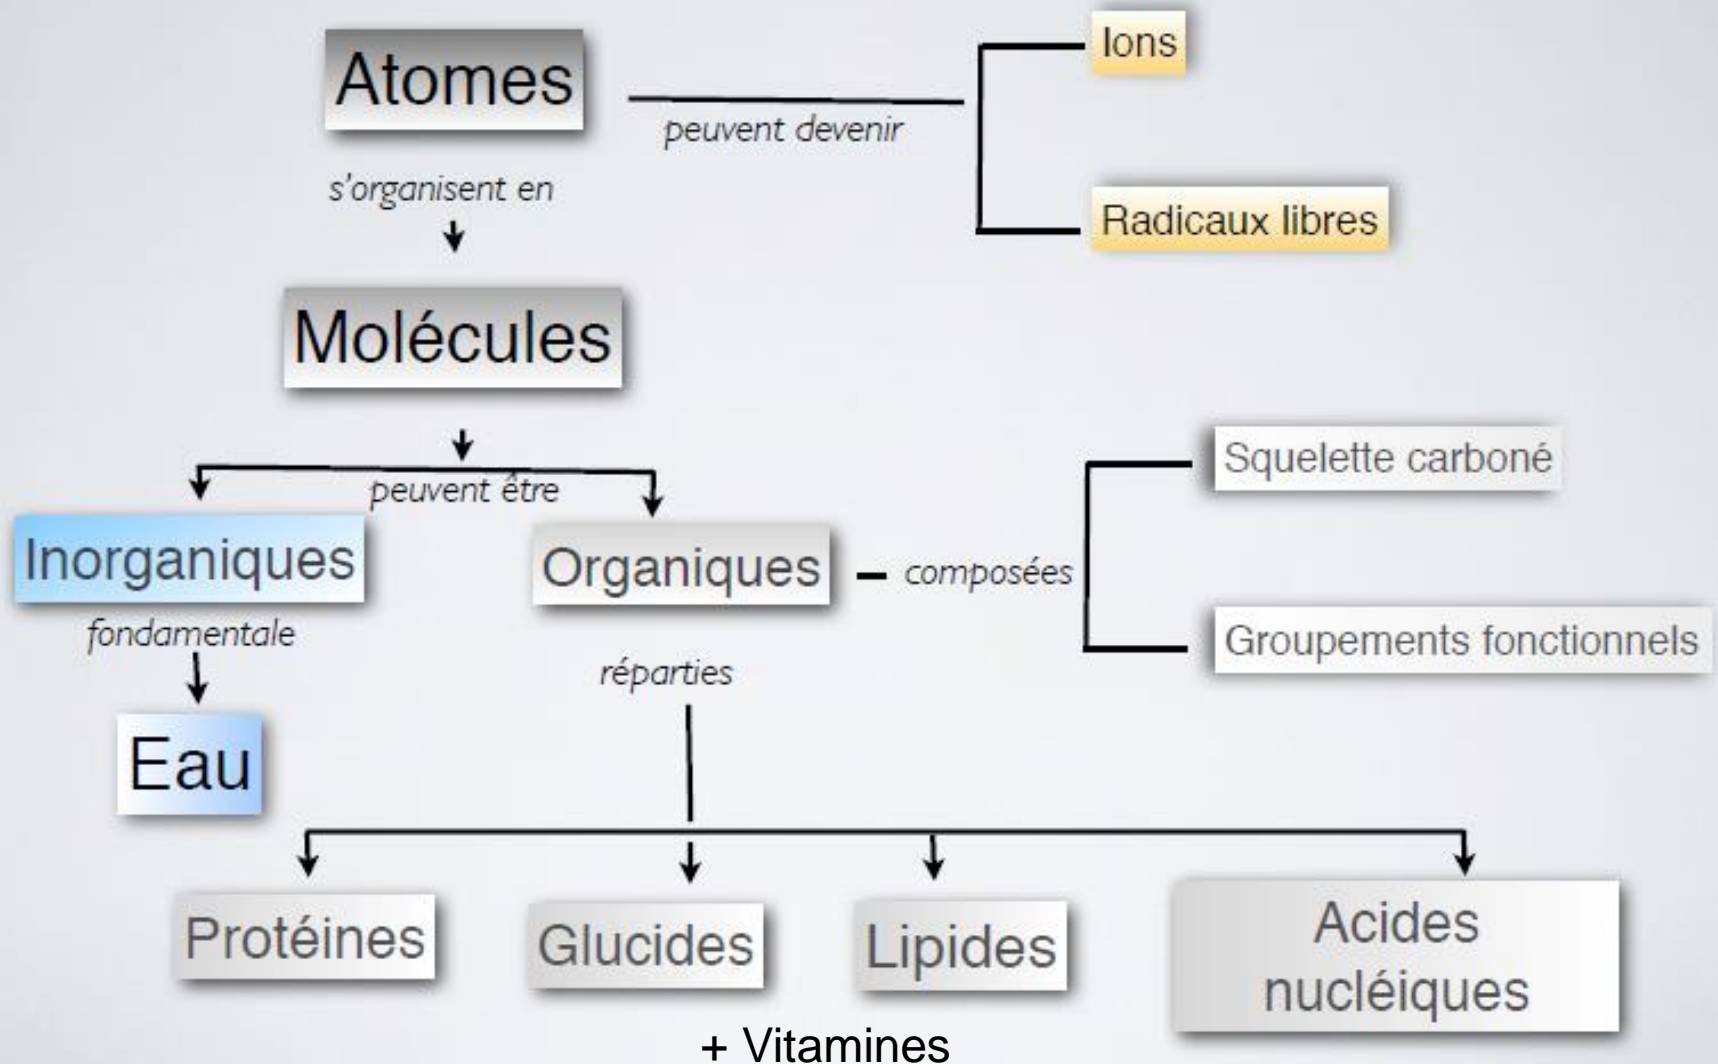 Atomes
peuvent devenir
Ions
Radicaux libres
s'organisent en
Molécules
peuvent être
Inorganiques
Organiques
composées
Squelette carboné
Groupements fonctionnels
fondamentale
Eau
réparties
Protéines
Glucides
Lipides
Acides
nucléiques
+ Vitamines